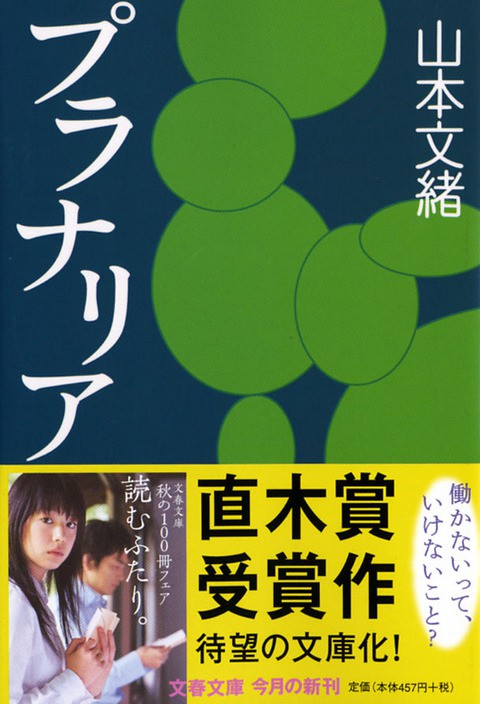 プラナリア
山本文緒
働かないって、
いけないこと？
直木賞
受賞作
待望の文庫化!
文春文庫
秋の100冊フェア
読むふたり。
文春文庫 今月の新刊
定価（本体457円+税）